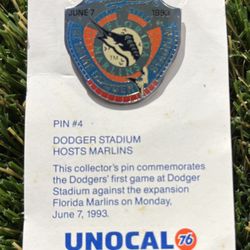 JUNE 7 1993
PIN #4
DODGER STADIUM
HOSTS MARLINS
This collector's pin commemorates
the Dodgers' first game at Dodger
Stadium against the expansion
Florida Marlins on Monday,
June 7, 1993.
UNOCAL 76